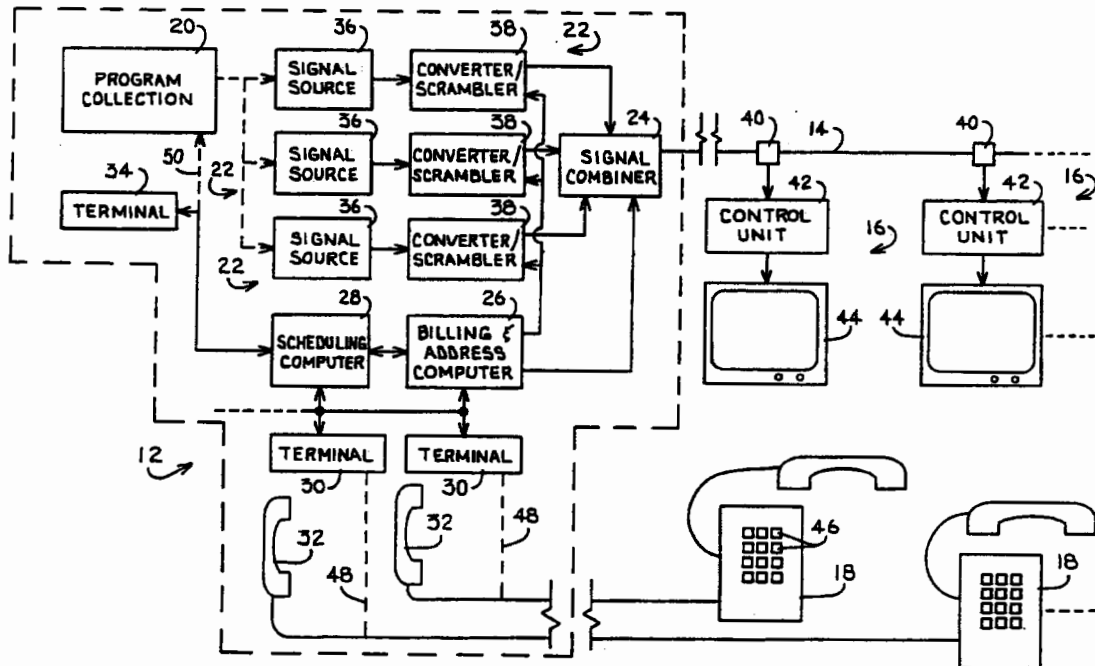 20
36
38
22
PROGRAM
COLLECTION
SIGNAL
SOURCE
CONVERTER/
SCRAMBLER
24
40
14
40
50
22
36
38
SIGNAL
SOURCE
CONVERTER/
SCRAMBLER
SIGNAL
COMBINER
34
TERMINAL
42
CONTROL
UNIT
16
42
CONTROL
UNIT
16
36
38
SIGNAL
SOURCE
CONVERTER/
SCRAMBLER
22
28
SCHEDULING
COMPUTER
26
BILLING &
ADDRESS
COMPUTER
44
44
12
TERMINAL
30
TERMINAL
30
32
48
32
48
46
18
18